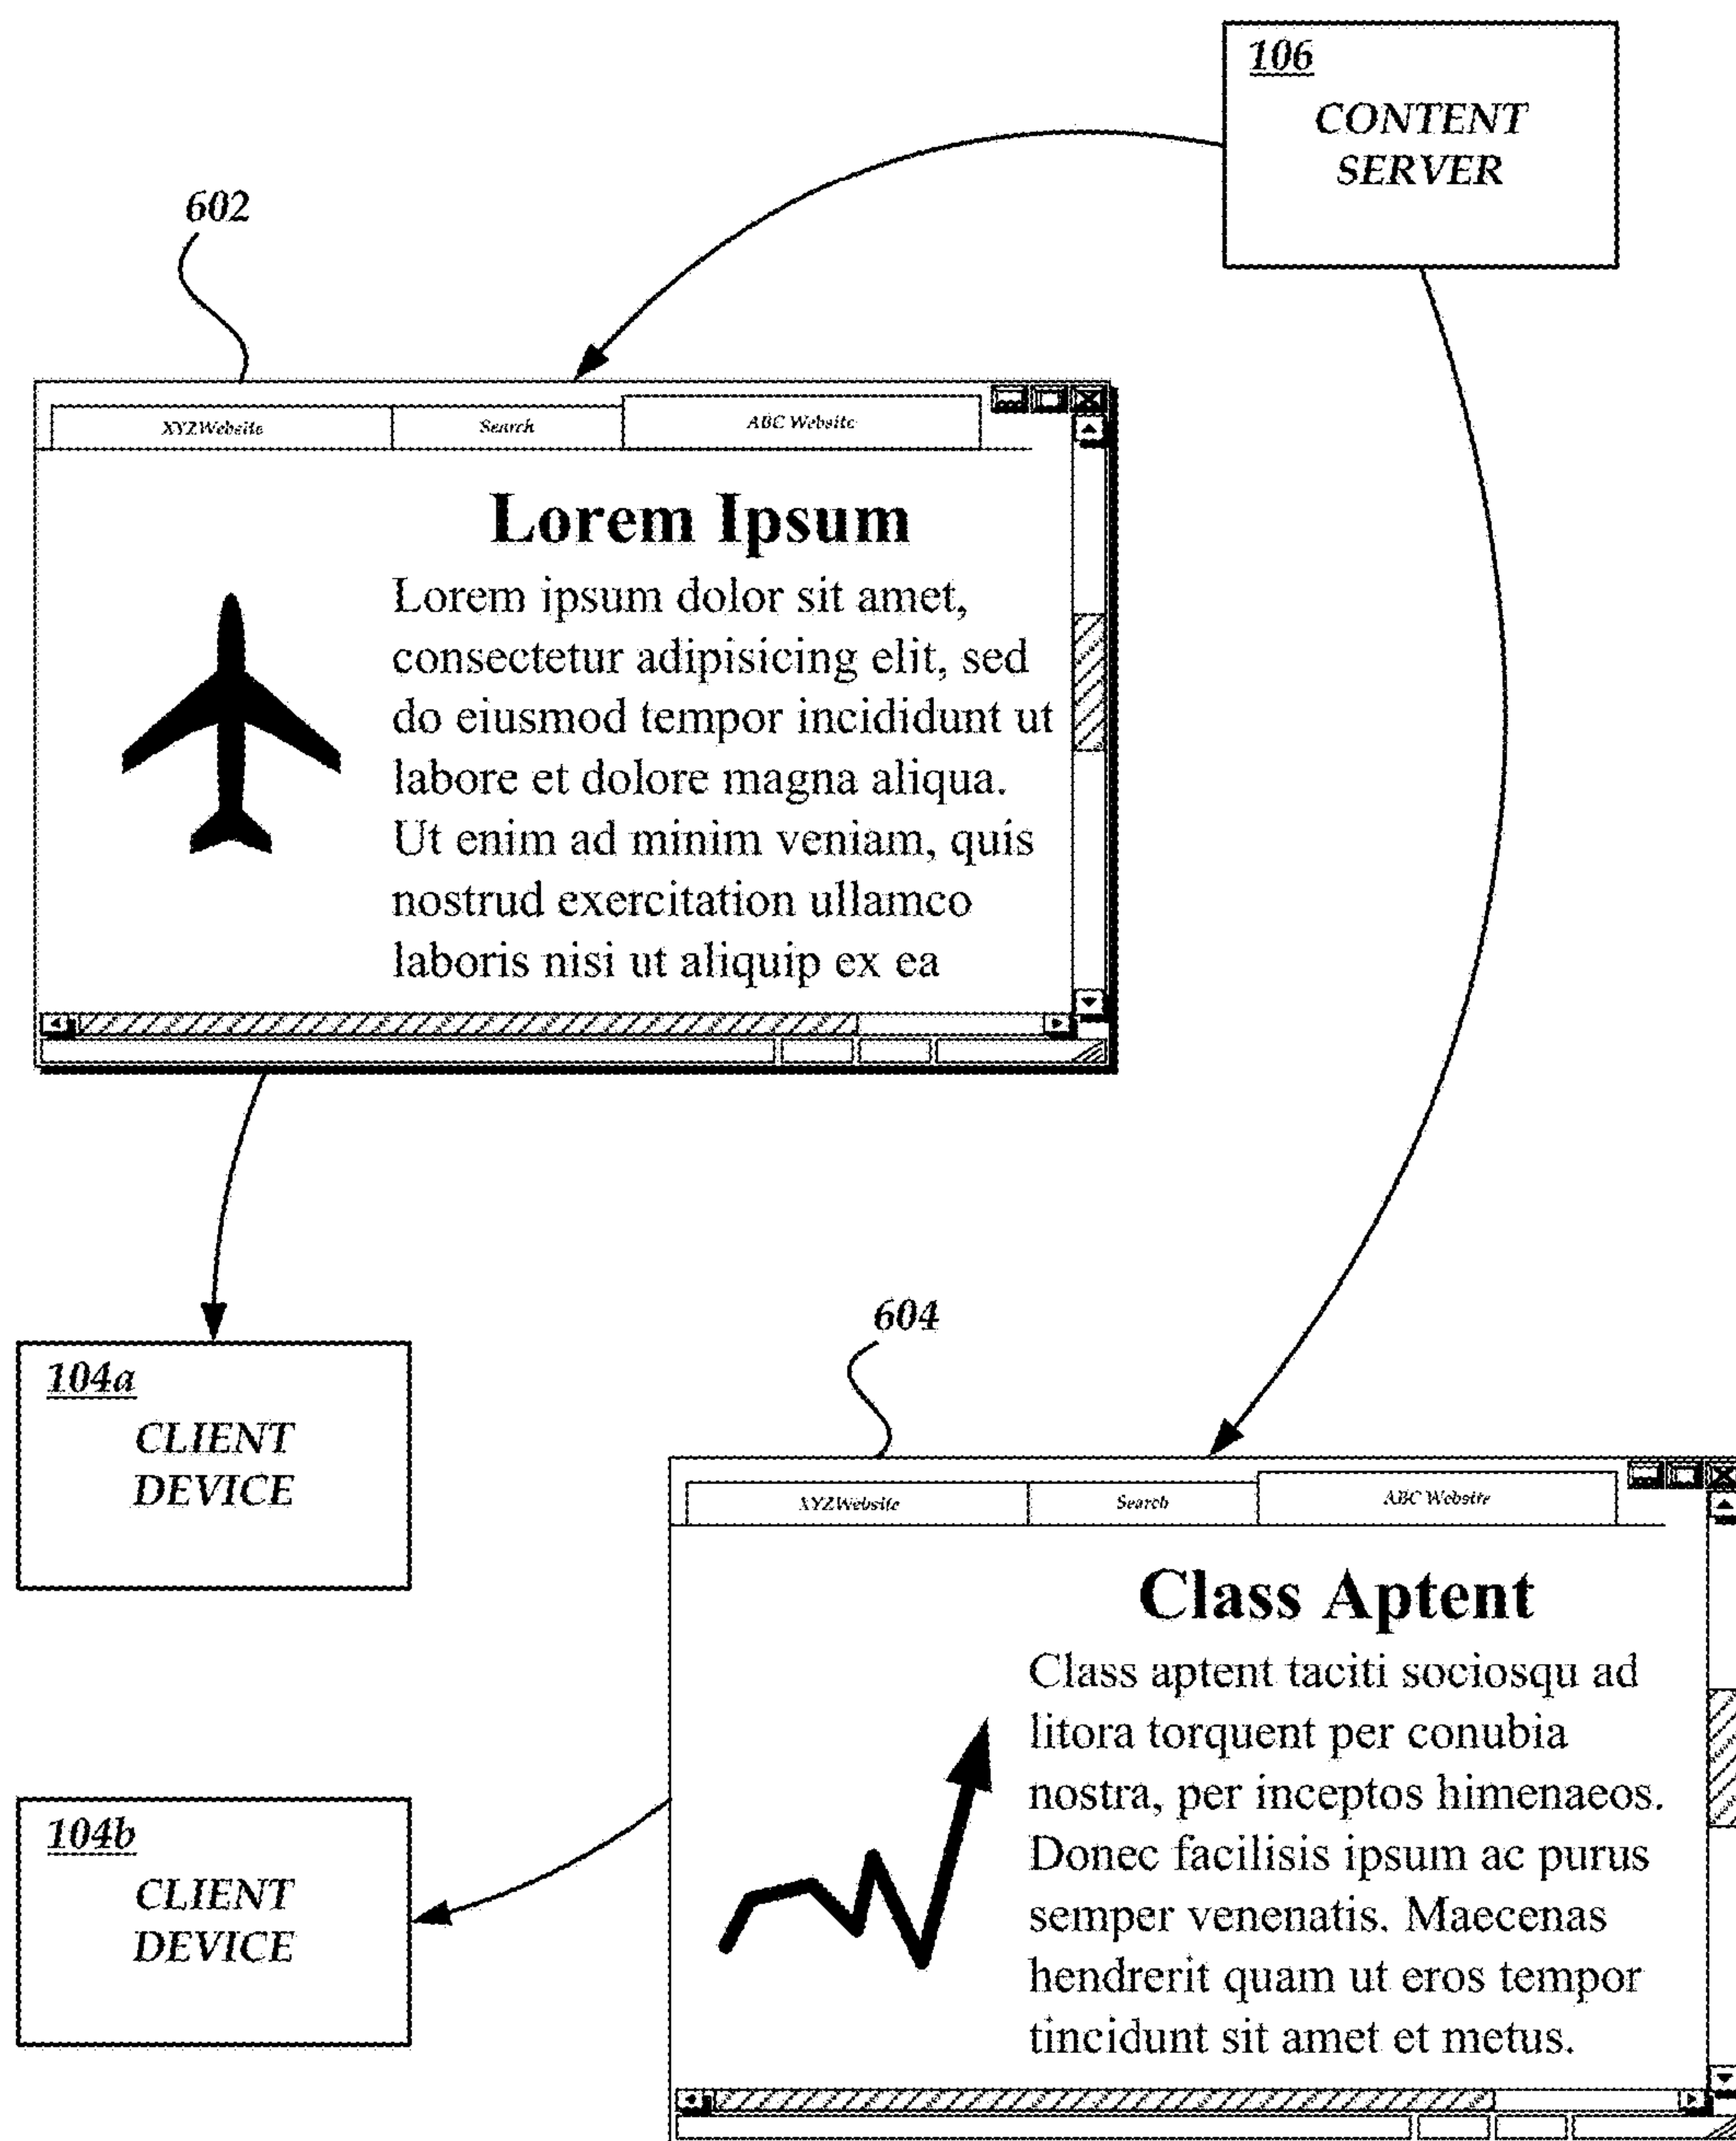 106
CONTENT
SERVER
602
XYZWebsite
Search
ABC Website
Lorem Ipsum
Lorem ipsum dolor sit amet,
consectetur adipisicing elit, sed
do eiusmod tempor incididunt ut
labore et dolore magna aliqua.
Ut enim ad minim veniam, quis
nostrud exercitation ullamco
laboris nisi ut aliquip ex ea
104a
CLIENT
DEVICE
604
XYZWebsite
Search
ABC Website
Class Aptent
Class aptent taciti sociosqu ad
litora torquent per conubia
nostra, per inceptos himenaeos.
Donec facilisis ipsum ac purus
semper venenatis. Maecenas
hendrerit quam ut eros tempor
tincidunt sit amet et metus.
104b
CLIENT
DEVICE